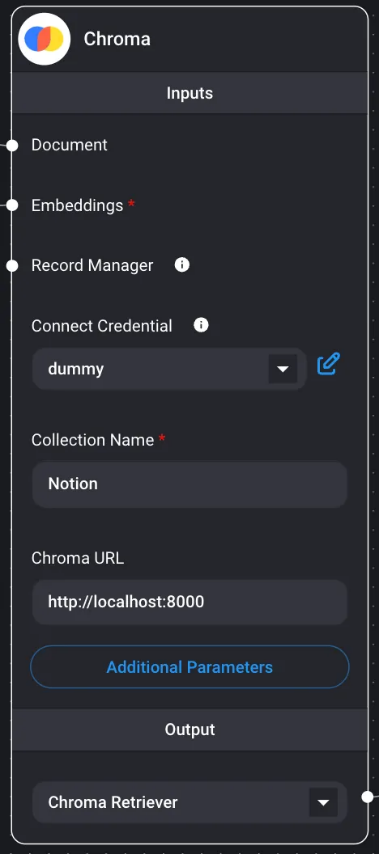 Chroma
Inputs
Document
Embeddings *
Record Manager
Connect Credential
dummy
Collection Name *
Notion
Chroma URL
http://localhost:8000
Additional Parameters
Output
Chroma Retriever